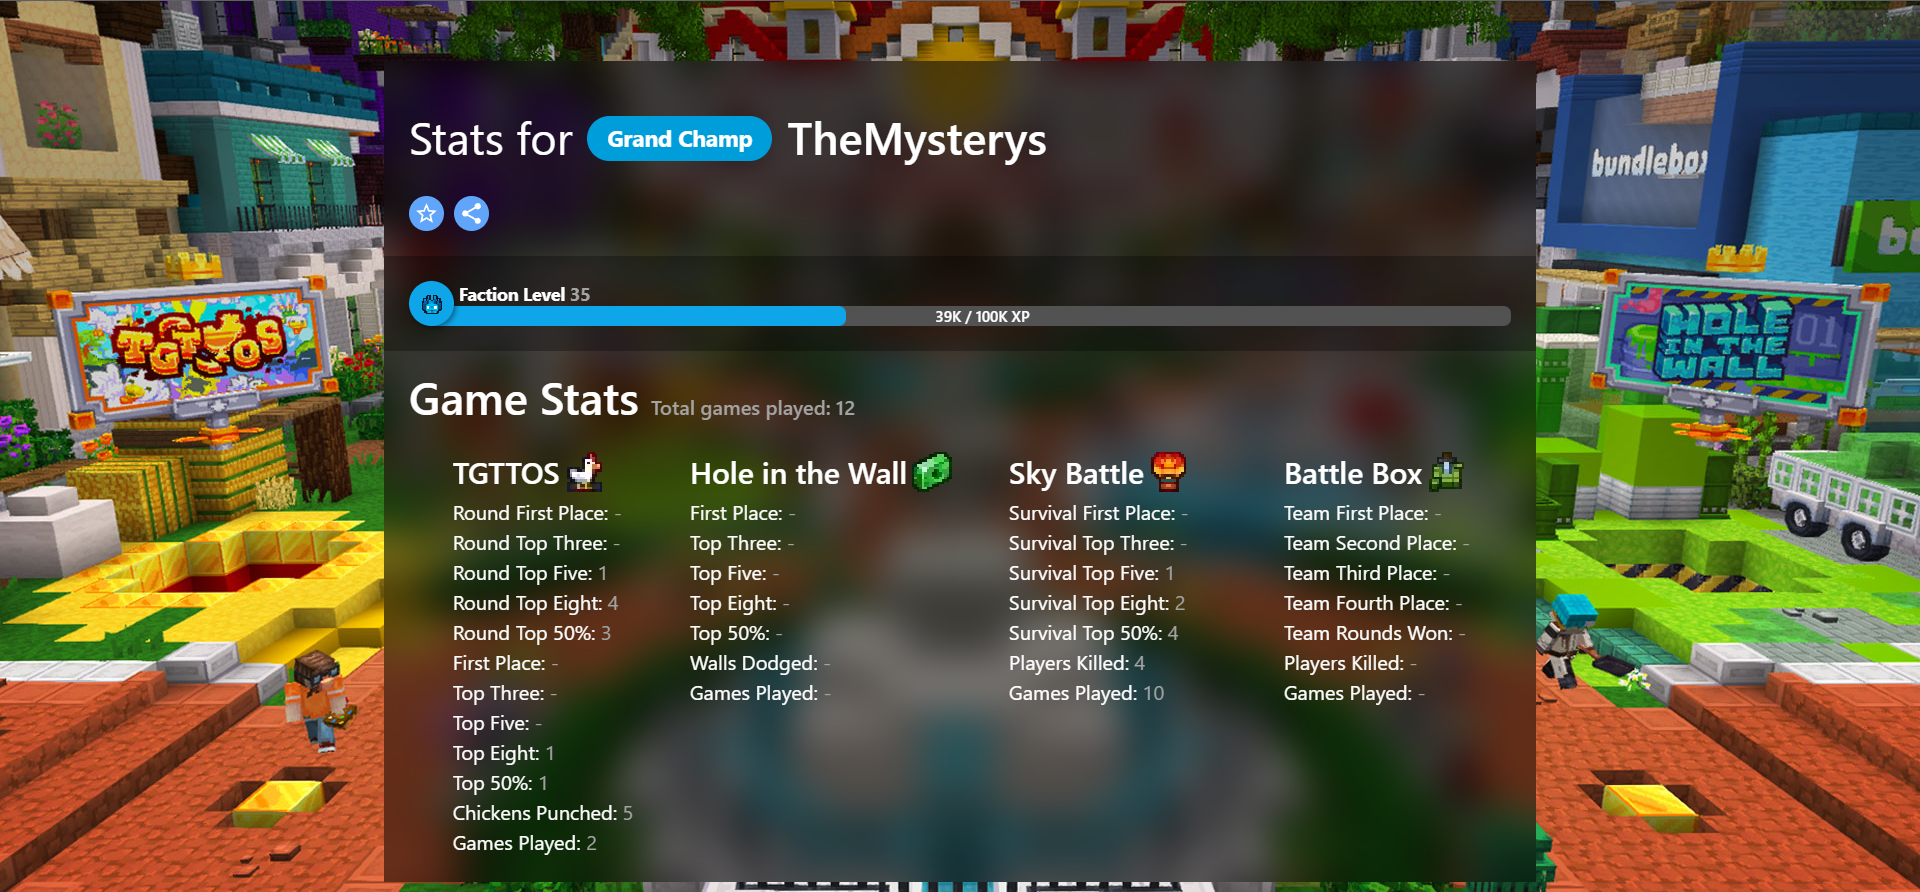 Stats for Grand Champ TheMysterys
Faction Level 35
39K / 100K XP
Game Stats Total games played: 12
TGTTOS
Round First Place: -
Round Top Three: -
Round Top Five: 1
Round Top Eight: 4
Round Top 50%: 3
First Place: -
Top Three: -
Top Five: -
Top Eight: 1
Top 50%: 1
Chickens Punched: 5
Games Played: 2
Hole in the Wall
First Place: -
Top Three: -
Top Five: -
Top Eight: -
Top 50%: -
Walls Dodged: -
Games Played: -
Sky Battle
Survival First Place: -
Survival Top Three: -
Survival Top Five: 1
Survival Top Eight: 2
Survival Top 50%: 4
Players Killed: 4
Games Played: 10
Battle Box
Team First Place: -
Team Second Place: -
Team Third Place: -
Team Fourth Place: -
Team Rounds Won: -
Players Killed: -
Games Played: -
TGTTOS
bundlebox
HOLE
IN THE
WALL
01